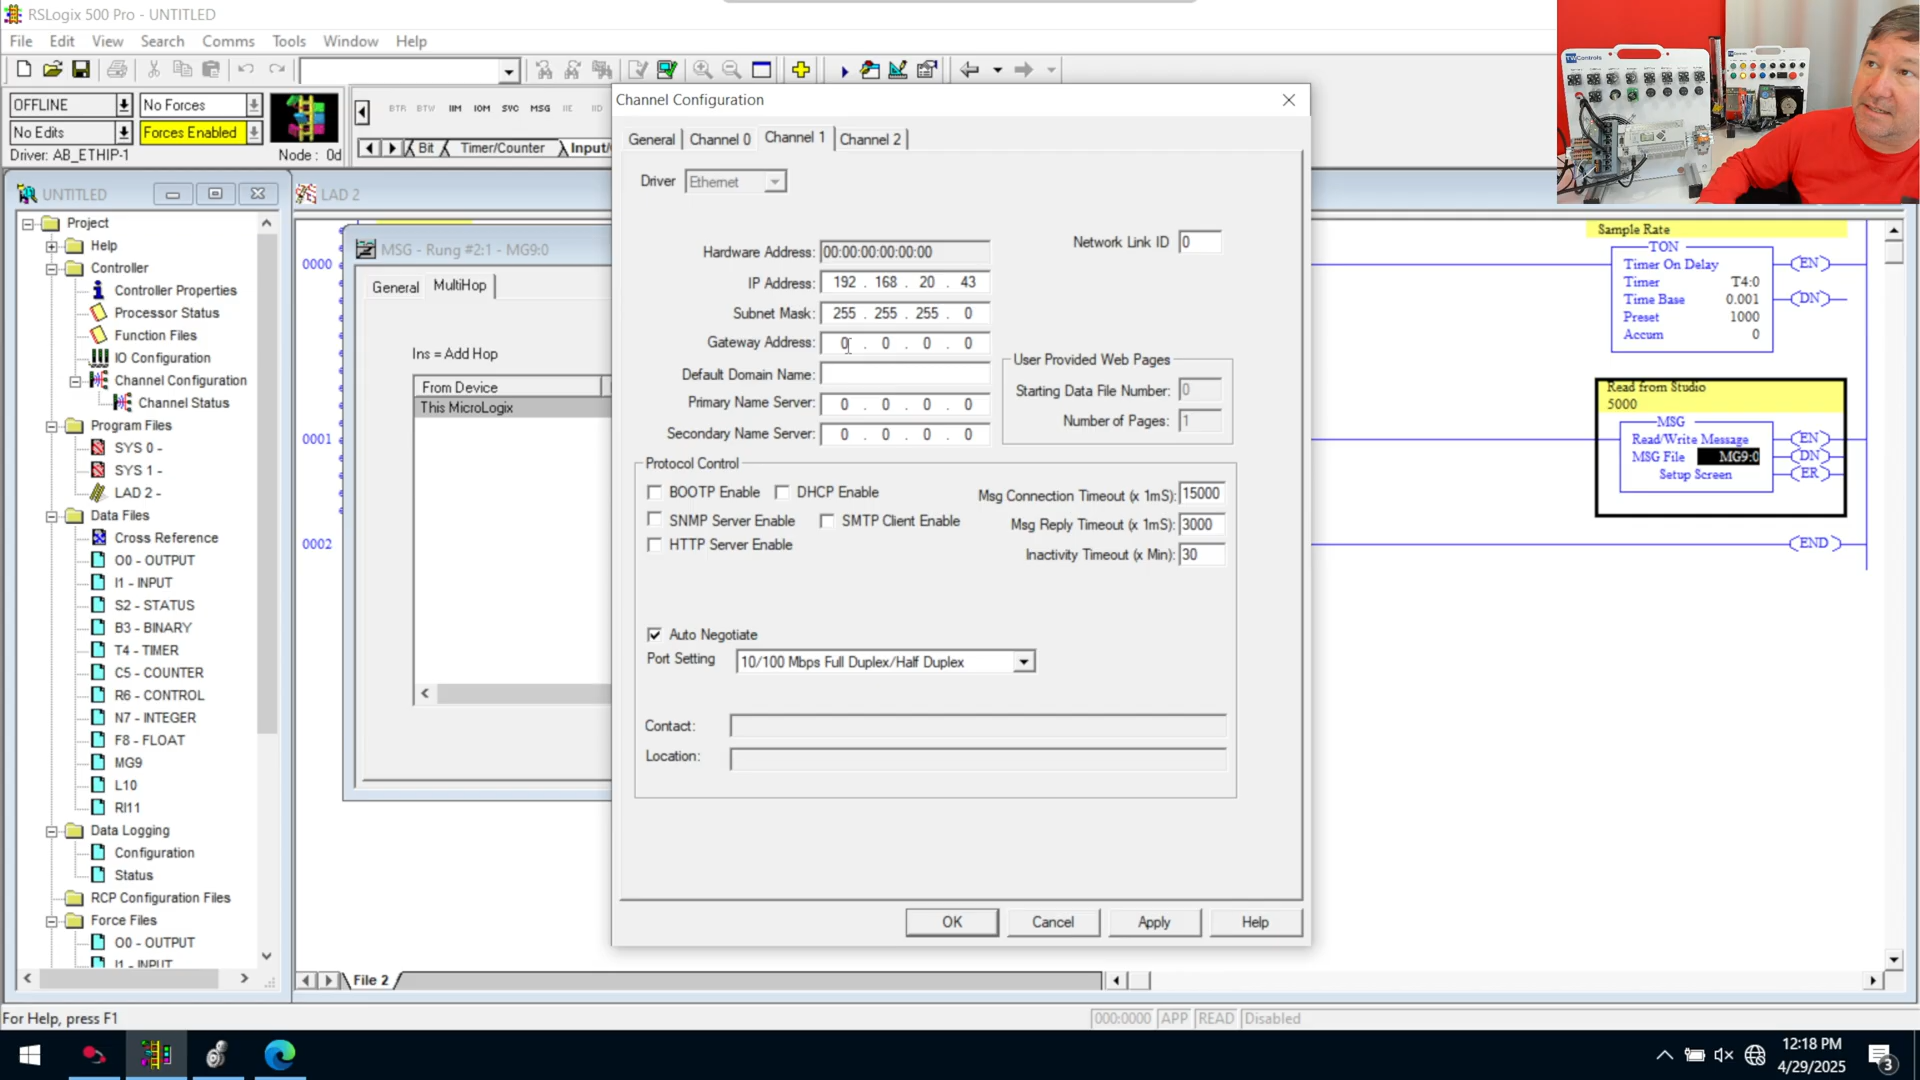 RSLogix 500 Pro - UNTITLED
File Edit View Search Comms Tools Window Help
OFFLINE No Forces
No Edits Forces Enabled
Driver: AB_ETHIP-1 Node : 0d
BTR BTW IIM IOM SVC MSG IIE IID
Bit Timer/Counter Input/
UNTITLED
Project
Help
Controller
Controller Properties
Processor Status
Function Files
IO Configuration
Channel Configuration
Channel Status
Program Files
SYS 0 -
SYS 1 -
LAD 2 -
Data Files
Cross Reference
O0 - OUTPUT
I1 - INPUT
S2 - STATUS
B3 - BINARY
T4 - TIMER
C5 - COUNTER
R6 - CONTROL
N7 - INTEGER
F8 - FLOAT
MG9
L10
RI11
Data Logging
Configuration
Status
RCP Configuration Files
Force Files
O0 - OUTPUT
I1 - INPUT
LAD 2
0000
0001
0002
MSG - Rung #2:1 - MG9:0
General MultiHop
Ins = Add Hop
From Device
This MicroLogix
Channel Configuration
General Channel 0 Channel 1 Channel 2
Driver Ethernet
Hardware Address: 00:00:00:00:00:00
Network Link ID 0
IP Address: 192 . 168 . 20 . 43
Subnet Mask: 255 . 255 . 255 . 0
Gateway Address: 0 . 0 . 0 . 0
Default Domain Name:
Primary Name Server: 0 . 0 . 0 . 0
Secondary Name Server: 0 . 0 . 0 . 0
User Provided Web Pages
Starting Data File Number: 0
Number of Pages: 1
Protocol Control
BOOTP Enable DHCP Enable
SNMP Server Enable SMTP Client Enable
HTTP Server Enable
Msg Connection Timeout (x 1mS): 15000
Msg Reply Timeout (x 1mS): 3000
Inactivity Timeout (x Min): 30
Auto Negotiate
Port Setting 10/100 Mbps Full Duplex/Half Duplex
Contact:
Location:
OK Cancel Apply Help
Sample Rate
TON
Timer On Delay
Timer T4:0
Time Base 0.001
Preset 1000
Accum 0
EN
DN
Read from Studio
5000
MSG
Read/Write Message
MSG File MG9:0
Setup Screen
EN
DN
ER
END
File 2
For Help, press F1
000:0000 APP READ Disabled
12:18 PM
4/29/2025
3